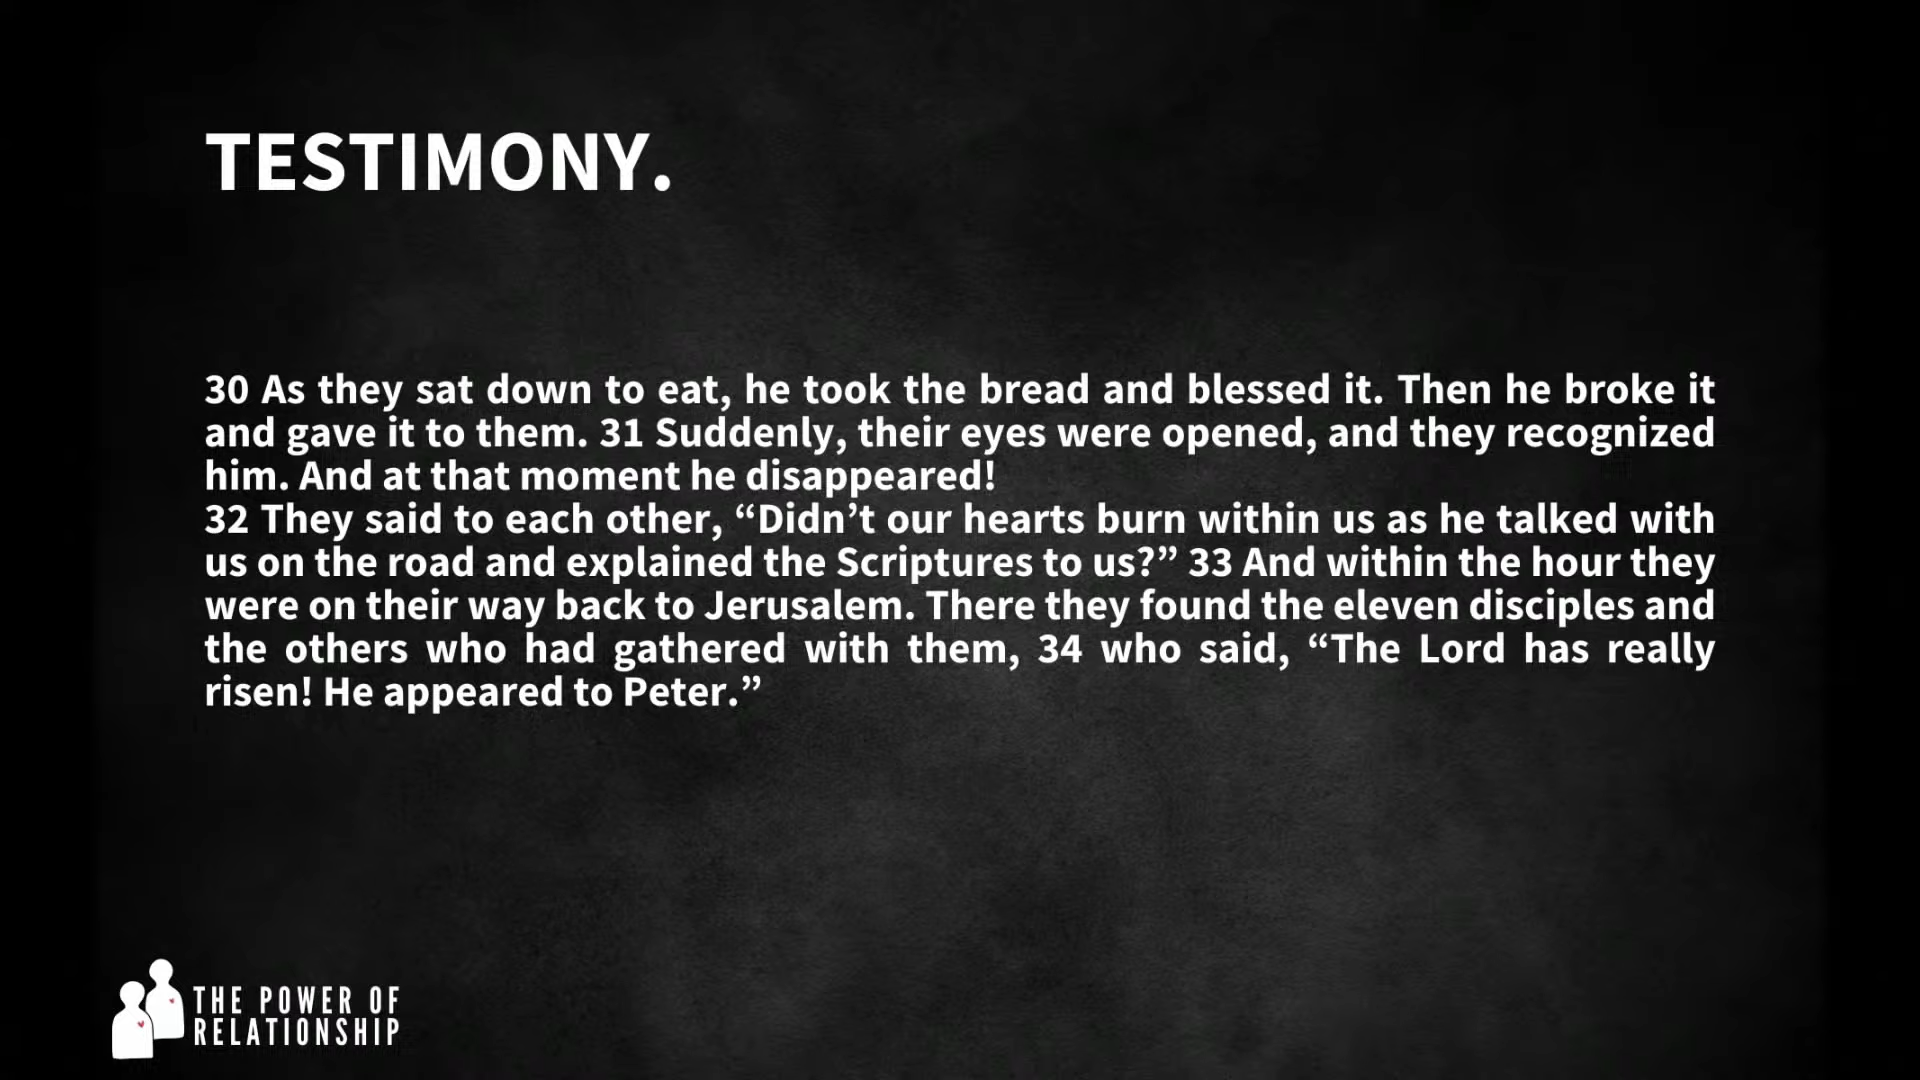 TESTIMONY.
30 As they sat down to eat, he took the bread and blessed it. Then he broke it
and gave it to them. 31 Suddenly, their eyes were opened, and they recognized
him. And at that moment he disappeared!
32 They said to each other, “Didn’t our hearts burn within us as he talked with
us on the road and explained the Scriptures to us?” 33 And within the hour they
were on their way back to Jerusalem. There they found the eleven disciples and
the others who had gathered with them, 34 who said, “The Lord has really
risen! He appeared to Peter.”
THE POWER OF
RELATIONSHIP